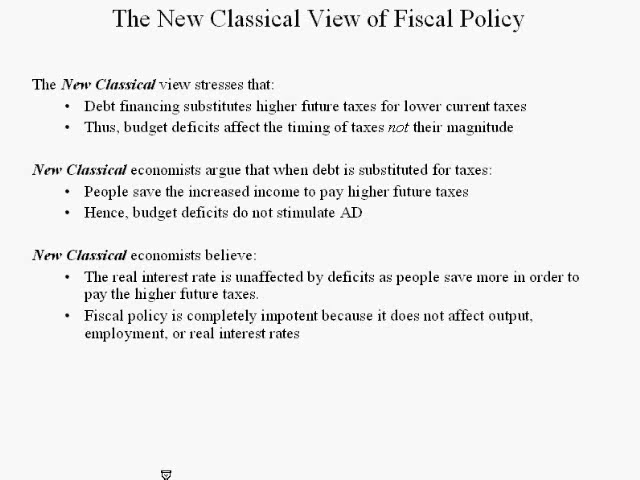 The New Classical View of Fiscal Policy
The New Classical view stresses that:
• Debt financing substitutes higher future taxes for lower current taxes
• Thus, budget deficits affect the timing of taxes not their magnitude
New Classical economists argue that when debt is substituted for taxes:
• People save the increased income to pay higher future taxes
• Hence, budget deficits do not stimulate AD
New Classical economists believe:
• The real interest rate is unaffected by deficits as people save more in order to
pay the higher future taxes.
• Fiscal policy is completely impotent because it does not affect output,
employment, or real interest rates